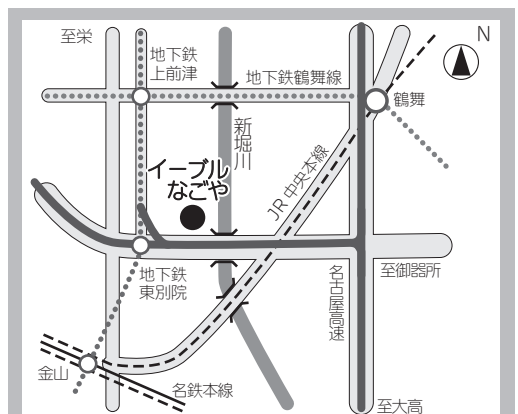 至栄
N
地下鉄
上前津
地下鉄鶴舞線
鶴舞
新堀川
イーブル
なごや
JR中央本線
地下鉄
東別院
至御器所
名古屋高速
金山
名鉄本線
至大高